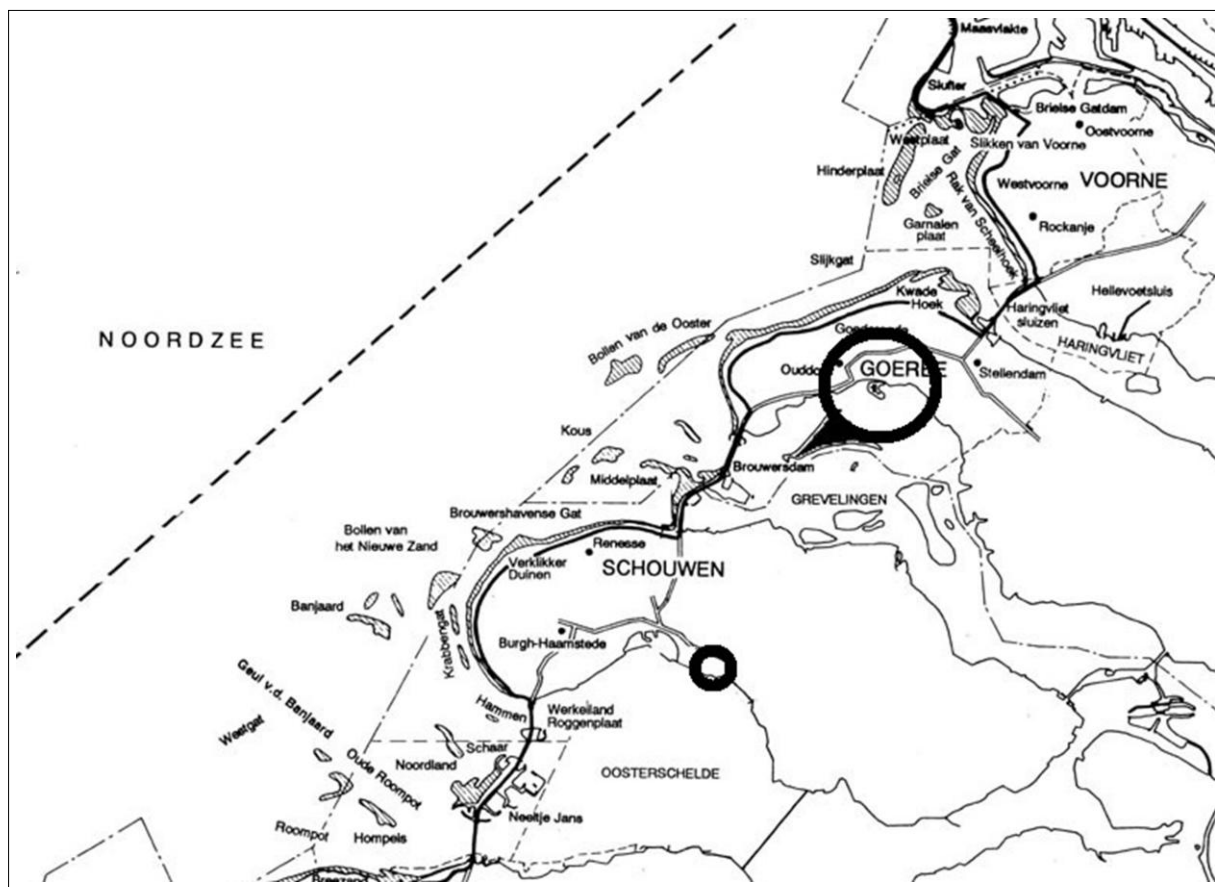 Maasvlakte
Slufter
Brielse Gatdam
Oostvoorne
Westplaat
Slikken van Voorne
Hinderplaat
Brielse Gat
Westvoorne
VOORNE
Rak van Scheelhoek
Garnalen
plaat
Rockanje
Slijkgat
Kwade
Hoek
Hellevoetsluis
Haringvliet
sluizen
HARINGVLIET
NOORDZEE
Bollen van de Ooster
Ouddo
GOEREE
Stellendam
Kous
Middelplaat
Brouwersdam
GREVELINGEN
Brouwershavense Gat
Bollen van
het Nieuwe Zand
Renesse
Verklikker
Duinen
SCHOUWEN
Banjaard
Krabbengat
Burgh-Haamstede
Geul v.d. Banjaard
Hammen
Werkeiland
Roggenplaat
Westgat
Oude Roompot
Schaar
Noordland
OOSTERSCHELDE
Neeltje Jans
Roompot
Hompels